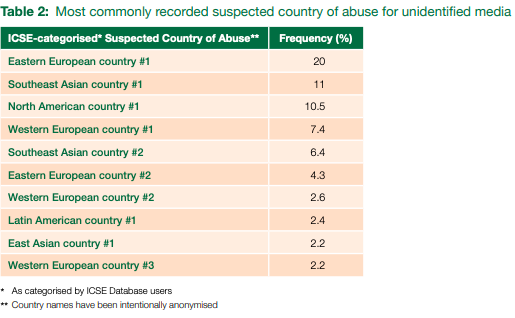 Table 2: Most commonly recorded suspected country of abuse for unidentified media
ICSE-categorised* Suspected Country of Abuse** Frequency (%)
Eastern European country #1 20
Southeast Asian country #1 11
North American country #1 10.5
Western European country #1 7.4
Southeast Asian country #2 6.4
Eastern European country #2 4.3
Western European country #2 2.6
Latin American country #1 2.4
East Asian country #1 2.2
Western European country #3 2.2
* As categorised by ICSE Database users
** Country names have been intentionally anonymised